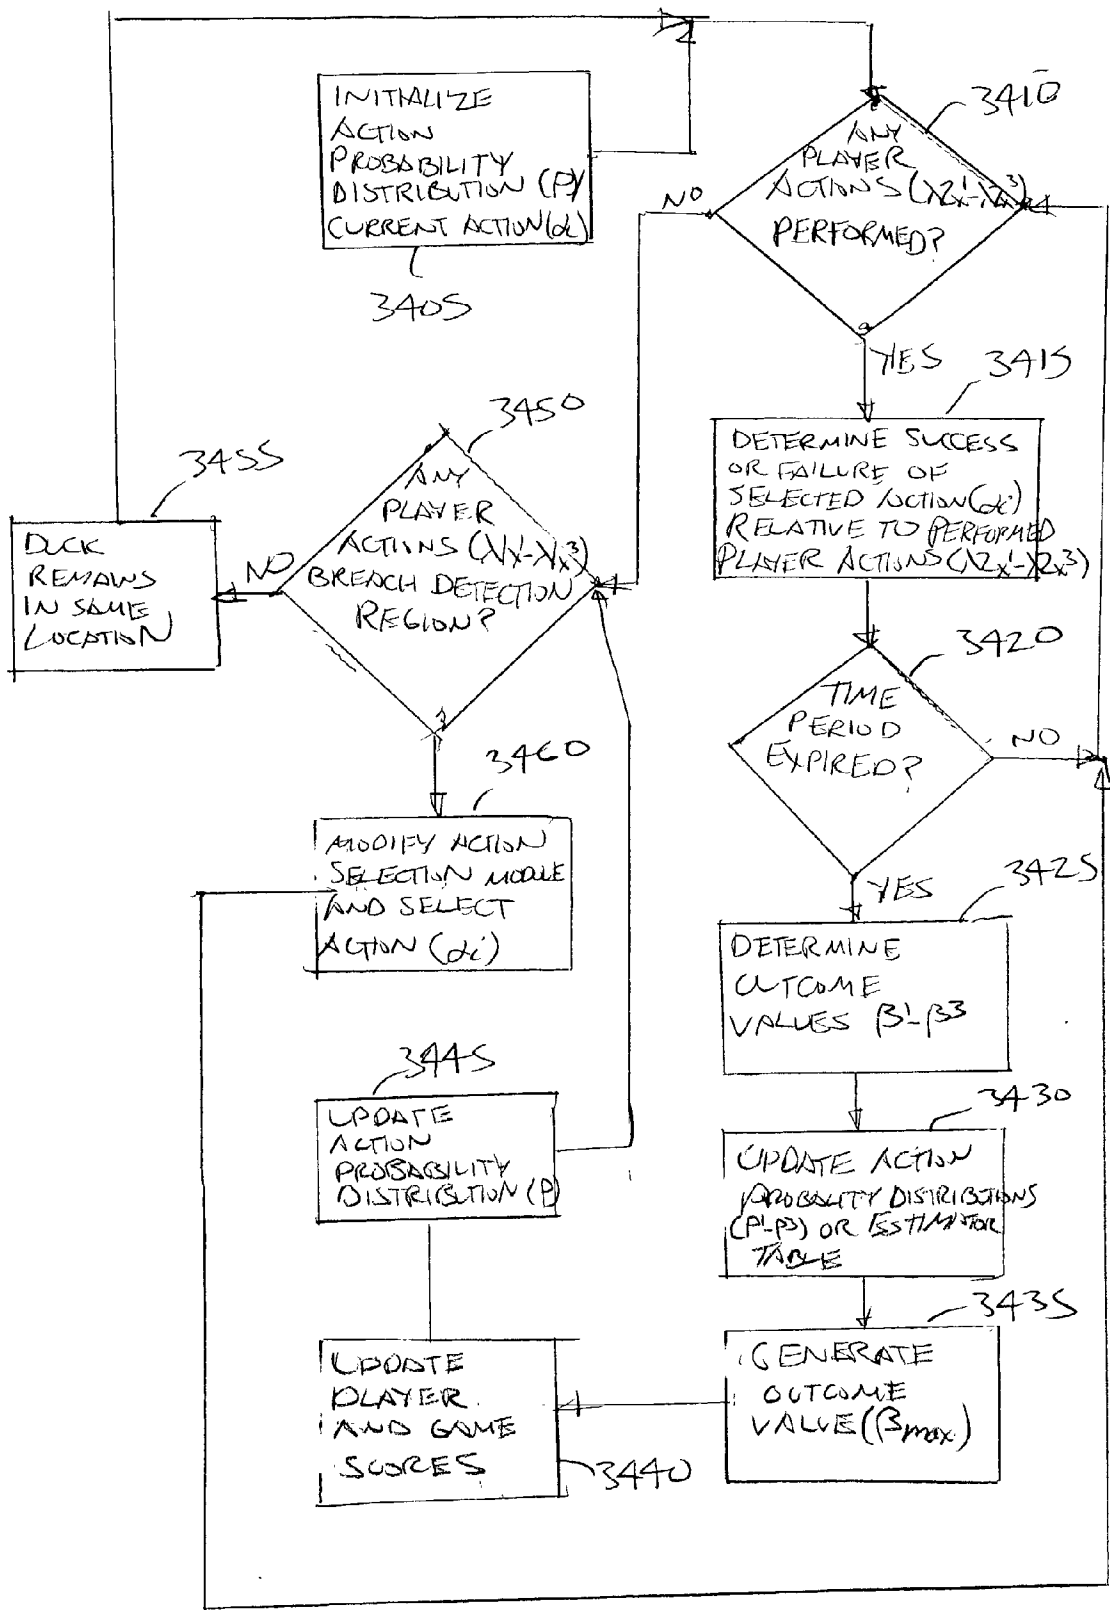 INITIALIZE
ACTION
PROBABILITY
DISTRIBUTION (P)
CURRENT ACTION (αi)
3405
3410
ANY
PLAYER
ACTIONS (λ2x1-λ2x3)
PERFORMED?
NO
YES
3415
DETERMINE SUCCESS
OR FAILURE OF
SELECTED ACTION (αi)
RELATIVE TO PERFORMED
PLAYER ACTIONS (λ2x1-λ2x3)
3420
TIME
PERIOD
EXPIRED?
NO
YES
3425
DETERMINE
OUTCOME
VALUES β1-β3
3430
UPDATE ACTION
PROBALITY DISTRIBUTIONS
(P1-P3) OR ESTIMATOR
TABLE
3435
GENERATE
OUTCOME
VALUE (βmax)
3440
UPDATE
PLAYER
AND GAME
SCORES
3445
UPDATE
ACTION
PROBABILITY
DISTRIBUTION (P)
3450
ANY
PLAYER
ACTIONS (λ1x1-λ1x3)
BREACH DETECTION
REGION?
NO
3455
DUCK
REMAINS
IN SAME
LOCATION
3460
MODIFY ACTION
SELECTION MODULE
AND SELECT
ACTION (αi)